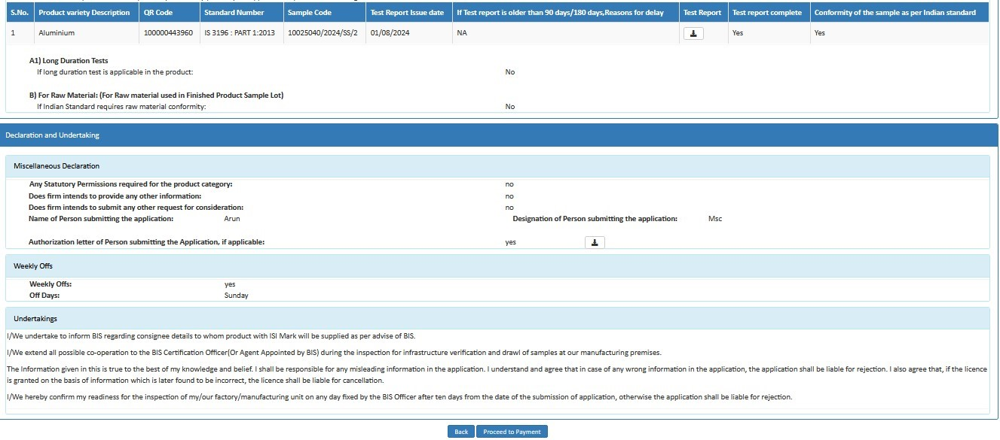 S.No. Product variety Description QR Code Standard Number Sample Code Test Report Issue date If Test report is older than 90 days/180 days,Reasons for delay Test Report Test report complete Conformity of the sample as per Indian standard
1 Aluminium 100000443960 IS 3196 : PART 1:2013 10025040/2024/SS/2 01/08/2024 NA Yes Yes
A1) Long Duration Tests
If long duration test is applicable in the product: No
B) For Raw Material: (For Raw material used in Finished Product Sample Lot)
If Indian Standard requires raw material conformity: No
Declaration and Undertaking
Miscellaneous Declaration
Any Statutory Permissions required for the product category: no
Does firm intends to provide any other information: no
Does firm intends to submit any other request for consideration: no
Name of Person submitting the application: Arun Designation of Person submitting the application: Msc
Authorization letter of Person submitting the Application, if applicable: yes
Weekly Offs
Weekly Offs: yes
Off Days: Sunday
Undertakings
I/We undertake to inform BIS regarding consignee details to whom product with ISI Mark will be supplied as per advise of BIS.
I/We extend all possible co-operation to the BIS Certification Officer(Or Agent Appointed by BIS) during the inspection for infrastructure verification and drawl of samples at our manufacturing premises.
The Information given in this is true to the best of my knowledge and belief. I shall be responsible for any misleading information in the application. I understand and agree that in case of any wrong information in the application, the application shall be liable for rejection. I also agree that, if the licence
is granted on the basis of information which is later found to be incorrect, the licence shall be liable for cancellation.
I/We hereby confirm my readiness for the inspection of my/our factory/manufacturing unit on any day fixed by the BIS Officer after ten days from the date of the submission of application, otherwise the application shall be liable for rejection.
Back Proceed to Payment